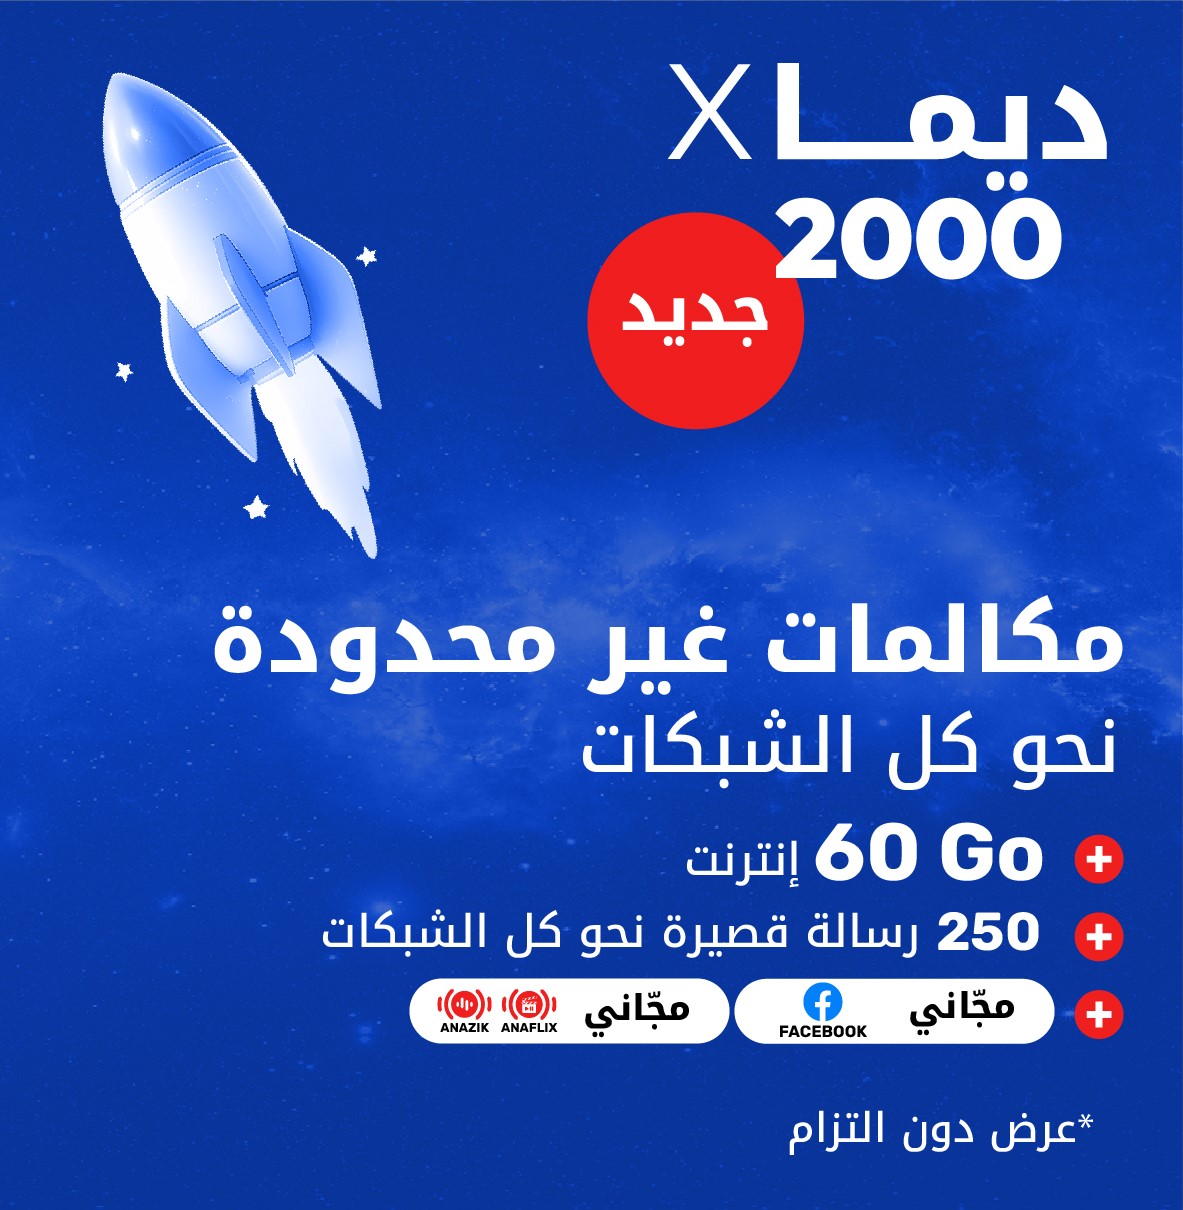 ديمــا X
2000
جديد
مكالمات غير محدودة
نحو كل الشبكات
+ 60 Go إنترنت
+ 250 رسالة قصيرة نحو كل الشبكات
+ مجّاني FACEBOOK مجّاني ANAFLIX ANAZIK
*عرض دون التزام